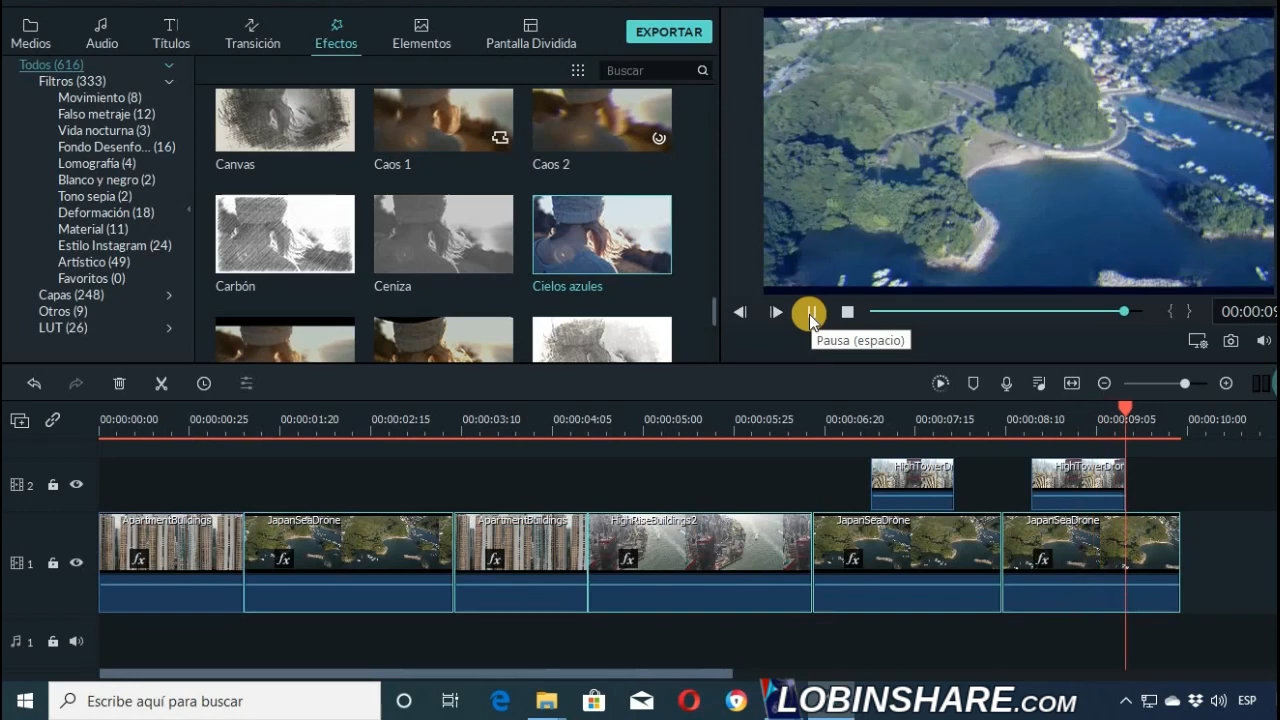 Medios
Audio
Títulos
Transición
Efectos
Elementos
Pantalla Dividida
EXPORTAR
Todos (616)
Filtros (333)
Movimiento (8)
Falso metraje (12)
Vida nocturna (3)
Fondo Desenfo... (16)
Lomografía (4)
Blanco y negro (2)
Tono sepia (2)
Deformación (18)
Material (11)
Estilo Instagram (24)
Artístico (49)
Favoritos (0)
Capas (248)
Otros (9)
LUT (26)
Buscar
Canvas
Caos 1
Caos 2
Carbón
Ceniza
Cielos azules
{ }
00:00:09
Pausa (espacio)
00:00:00:00
00:00:00:25
00:00:01:20
00:00:02:15
00:00:03:10
00:00:04:05
00:00:05:00
00:00:05:25
00:00:06:20
00:00:07:15
00:00:08:10
00:00:09:05
00:00:10:00
2
HighTowerDr
HighTowerDron
1
ApartmentBuildings
JapanSeaDrone
ApartmentBuildings
HighRiseBuildings2
JapanSeaDrone
JapanSeaDrone
fx
fx
fx
fx
fx
fx
1
Escribe aquí para buscar
LOBINSHARE.COM
ESP